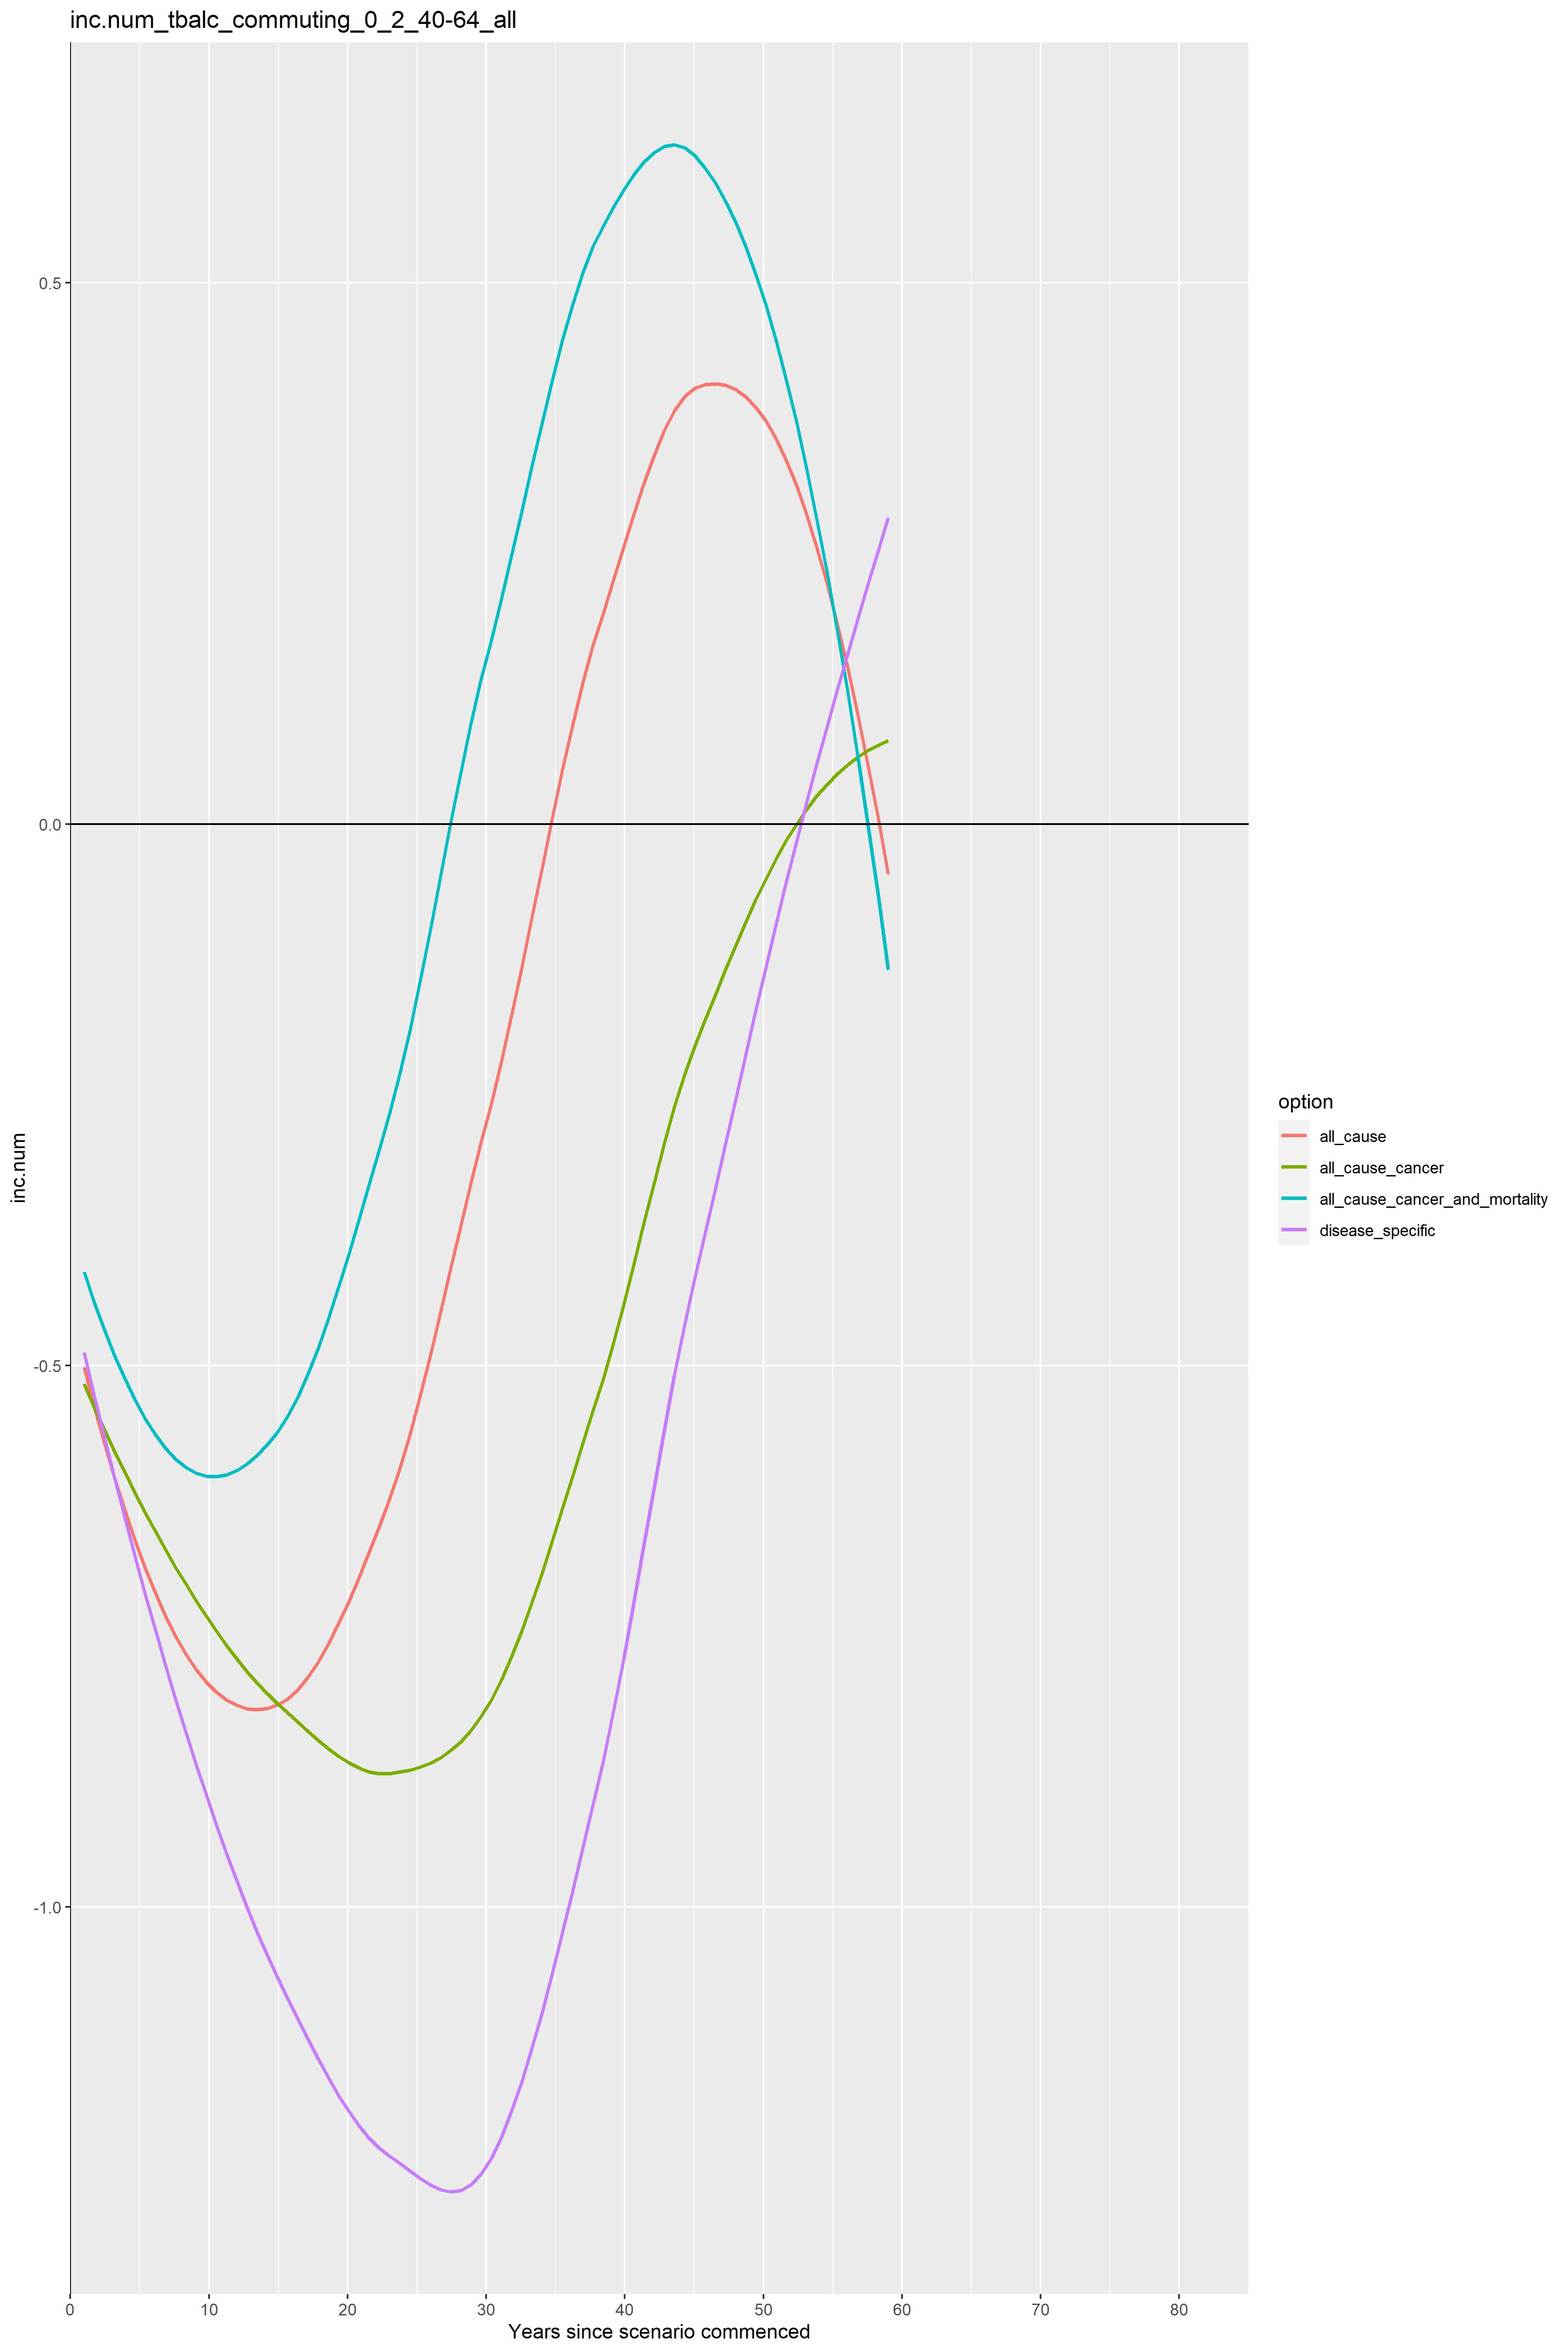 inc.num_tbalc_commuting_0_2_40-64_all
inc.num
0.5
0.0
-0.5
-1.0
0 10 20 30 40 50 60 70 80
Years since scenario commenced
option
all_cause
all_cause_cancer
all_cause_cancer_and_mortality
disease_specific